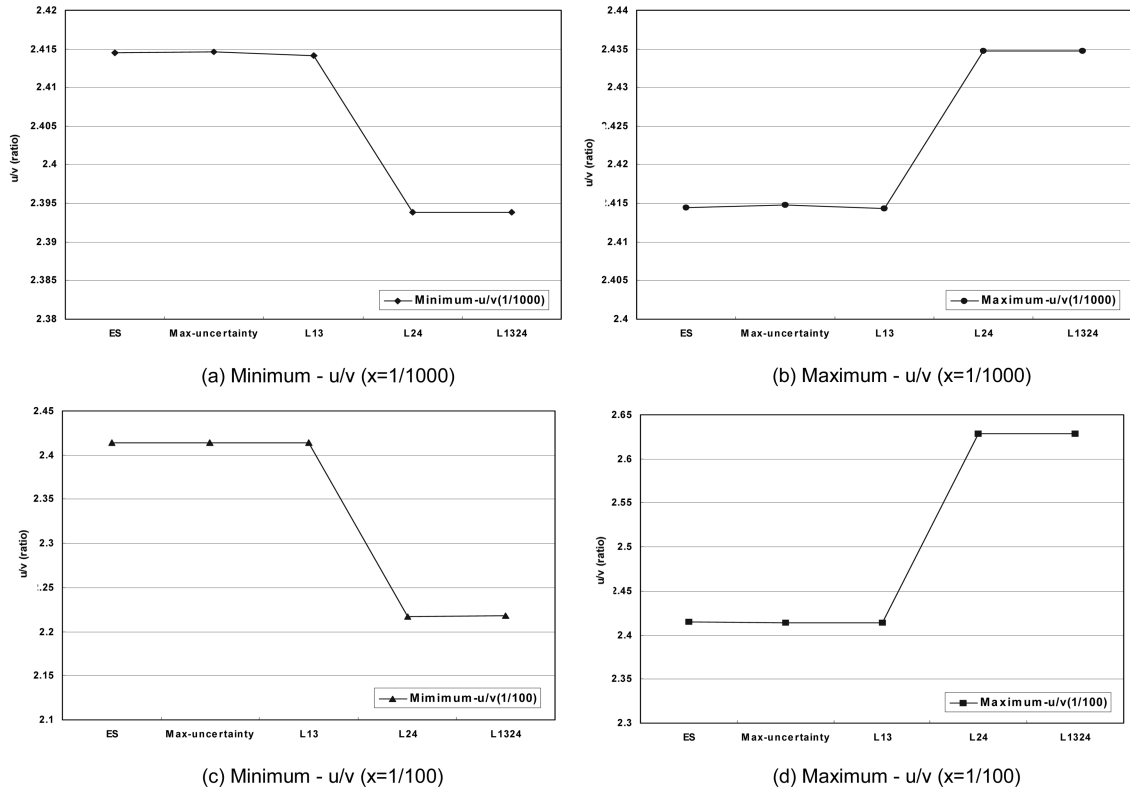 2.42
2.415
2.41
2.405
2.4
2.395
2.39
2.385
2.38
u/v (ratio)
Minimum-u/v(1/1000)
ES Max-uncertainty L13 L24 L1324
(a) Minimum - u/v (x=1/1000)
2.44
2.435
2.43
2.425
2.42
2.415
2.41
2.405
2.4
u/v (ratio)
Maximum-u/v(1/1000)
ES Max-uncertainty L13 L24 L1324
(b) Maximum - u/v (x=1/1000)
2.45
2.4
2.35
2.3
2.25
2.2
2.15
2.1
u/v (ratio)
Mimimum-u/v(1/100)
ES Max-uncertainty L13 L24 L1324
(c) Minimum - u/v (x=1/100)
2.65
2.6
2.55
2.5
2.45
2.4
2.35
2.3
u/v (ratio)
Maximum-u/v(1/100)
ES Max-uncertainty L13 L24 L1324
(d) Maximum - u/v (x=1/100)